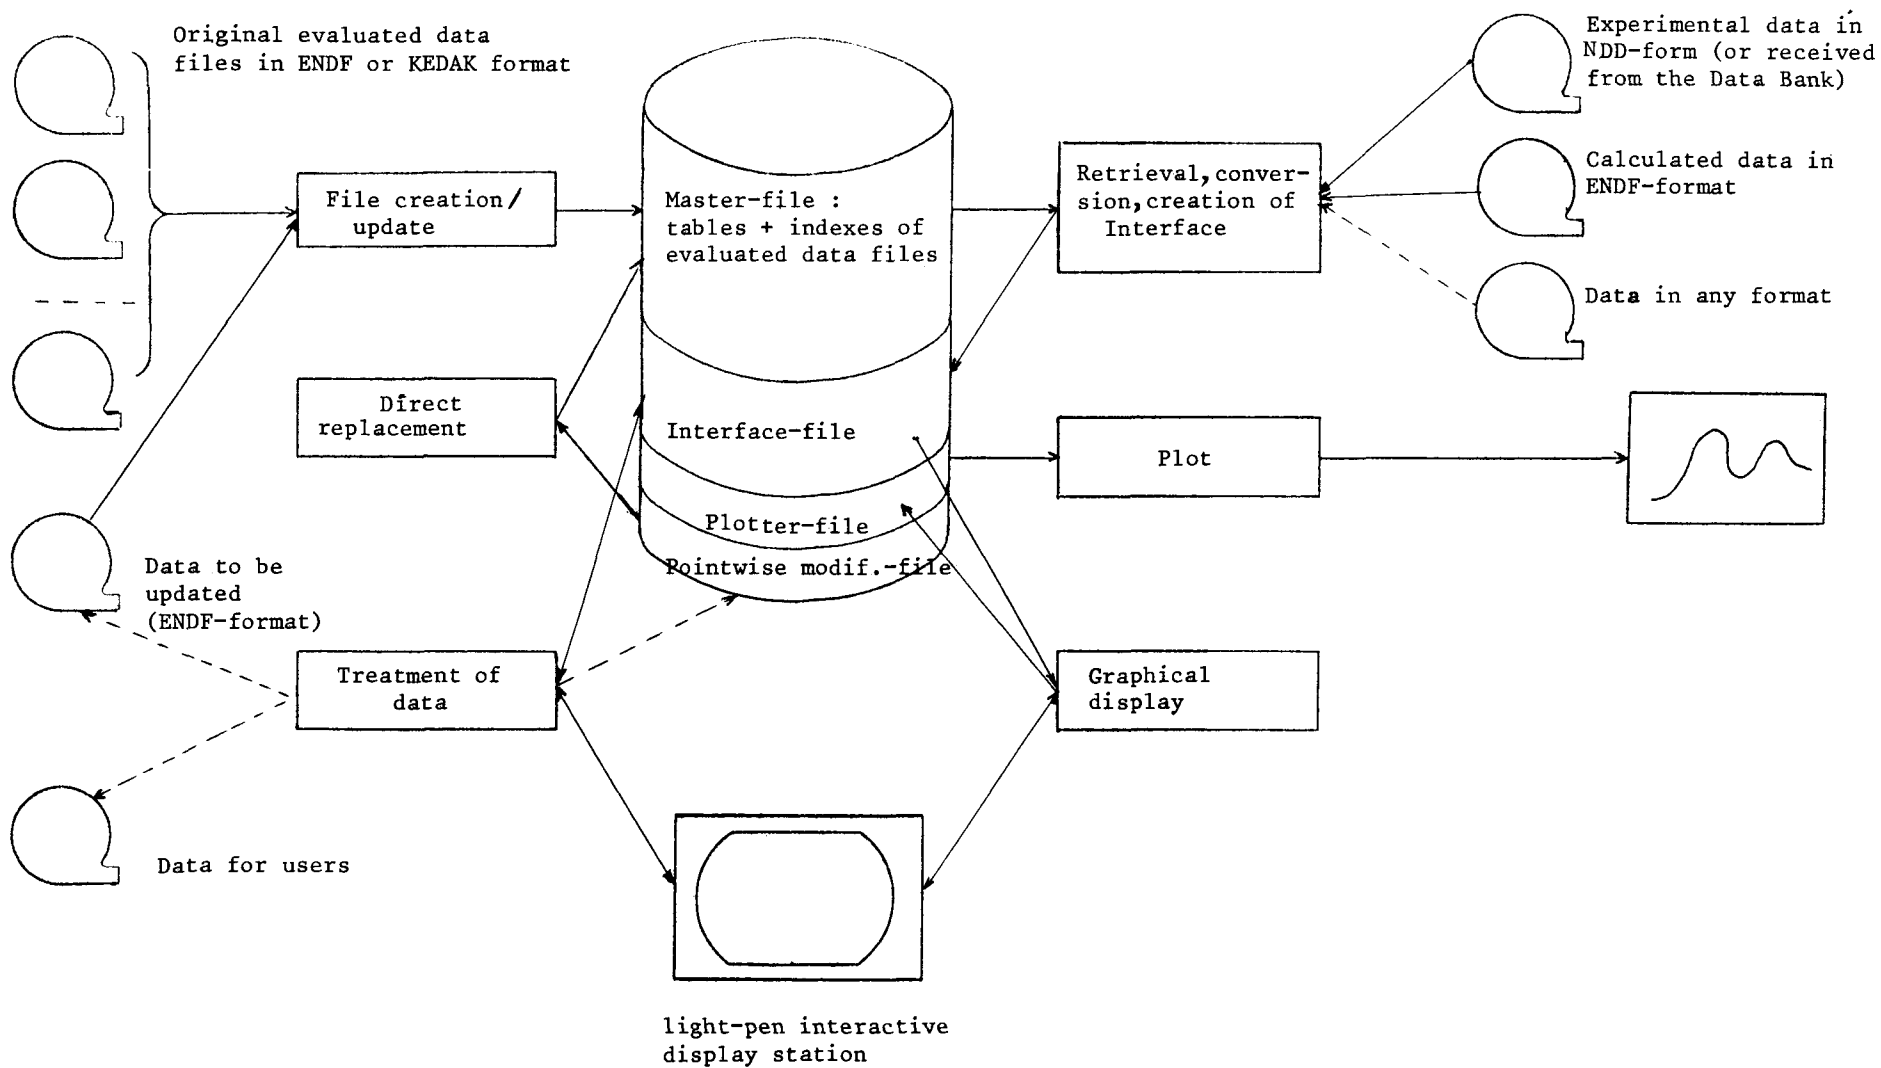 Original evaluated data
files in ENDF or KEDAK format
File creation/
update
Master-file :
tables + indexes of
evaluated data files
Retrieval,conver-
sion,creation of
Interface
Experimental data in
NDD-form (or received
from the Data Bank)
Calculated data in
ENDF-format
Data in any format
Direct
replacement
Interface-file
Plot
Plotter-file
Pointwise modif.-file
Data to be
updated
(ENDF-format)
Treatment of
data
Graphical
display
Data for users
light-pen interactive
display station